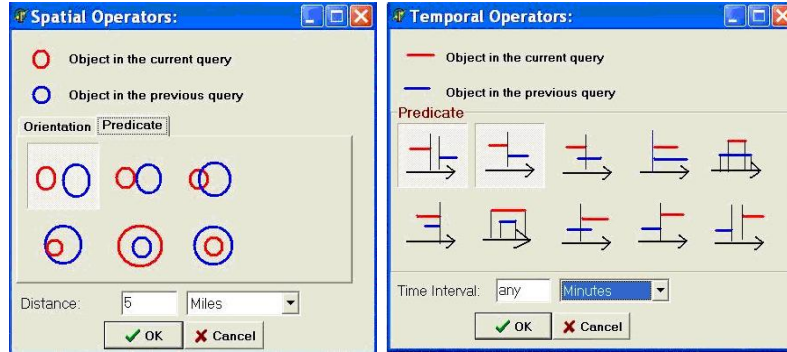 Spatial Operators:
Object in the current query
Object in the previous query
Orientation Predicate
Distance: 5 Miles
OK Cancel
Temporal Operators:
Object in the current query
Object in the previous query
Predicate
Time Interval: any Minutes
OK Cancel